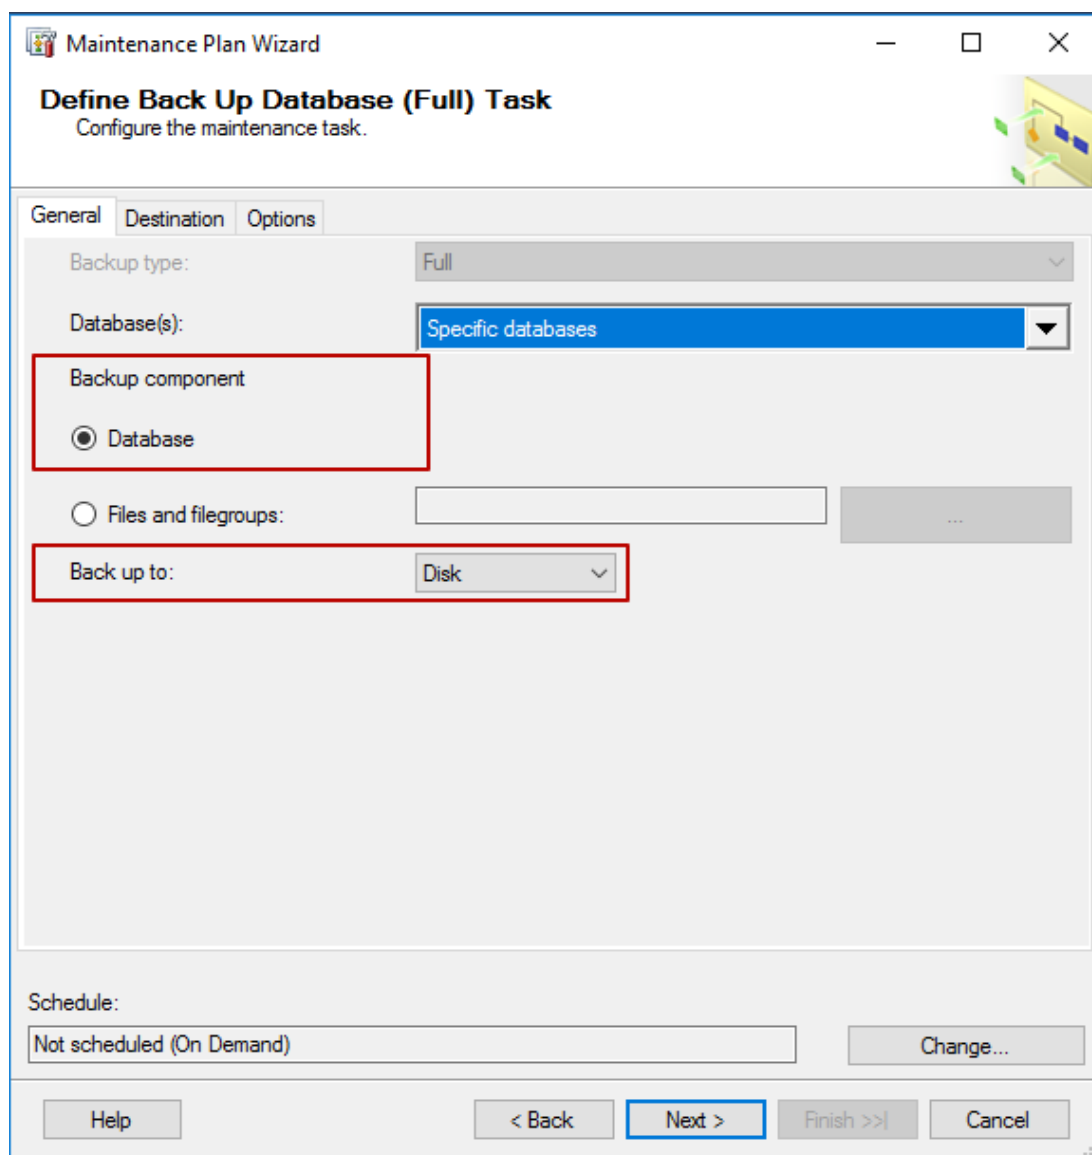 Maintenance Plan Wizard
Define Back Up Database (Full) Task
Configure the maintenance task.
General Destination Options
Backup type: Full
Database(s): Specific databases
Backup component
Database
Files and filegroups: ...
Back up to: Disk
Schedule:
Not scheduled (On Demand) Change...
Help < Back Next > Finish >>| Cancel